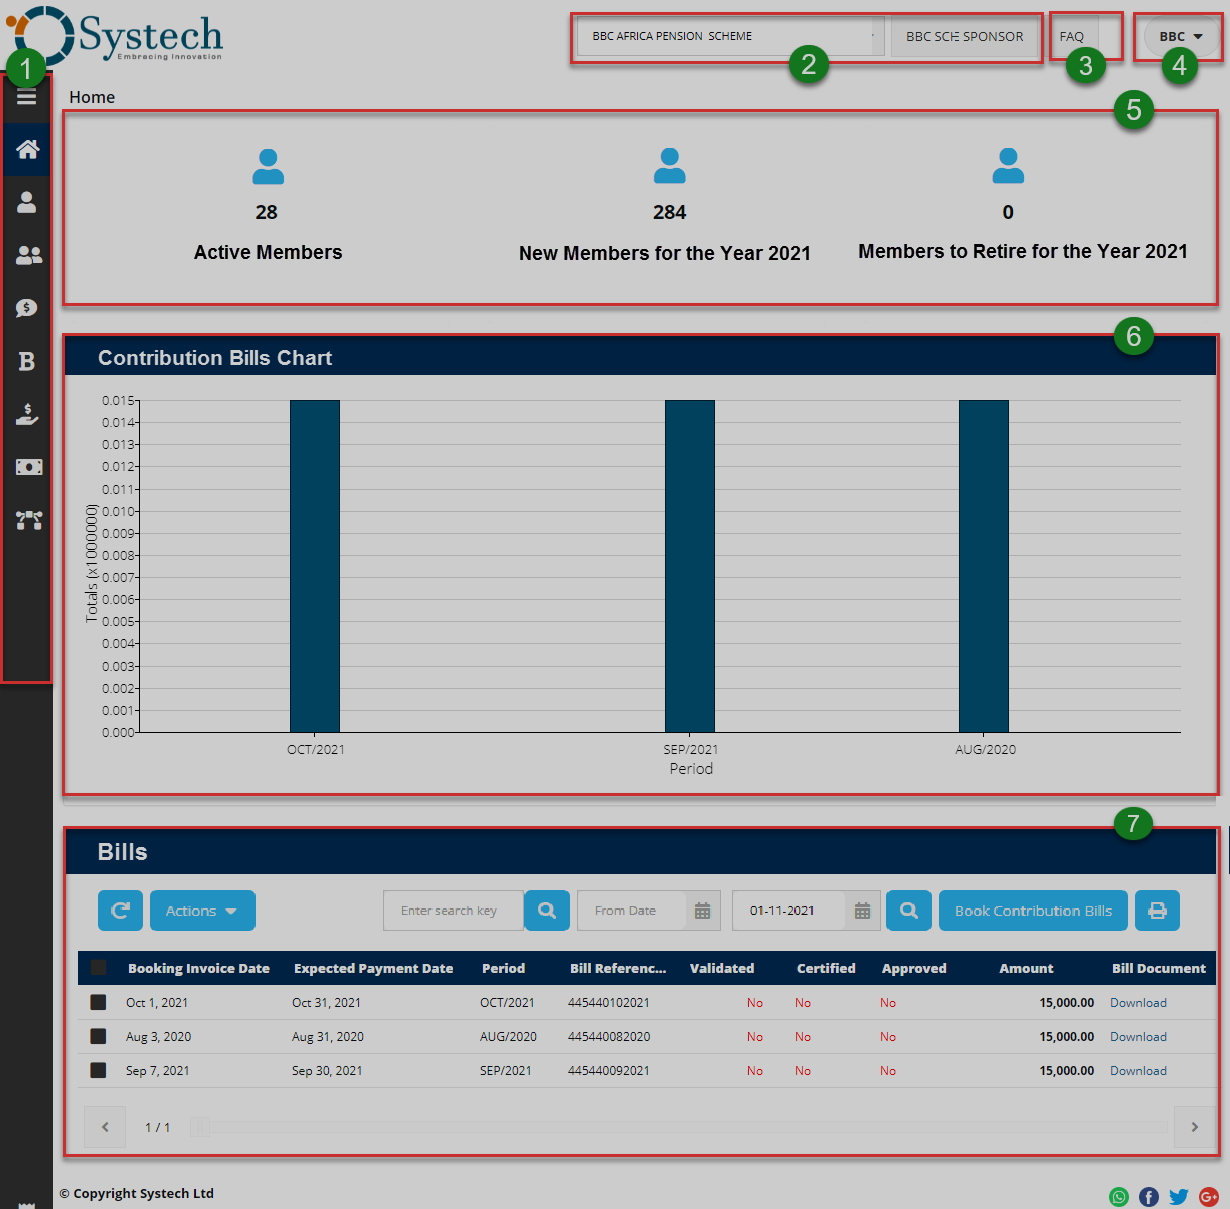 Systech
Embracing Innovation
BBC AFRICA PENSION SCHEME
BBC SCH SPONSOR
FAQ
BBC
1
2
3
4
Home
5
28
284
0
Active Members
New Members for the Year 2021
Members to Retire for the Year 2021
6
Contribution Bills Chart
0.015
0.014
0.013
0.012
0.011
0.010
0.009
0.008
0.007
0.006
0.005
0.004
0.003
0.002
0.001
0.000
Totals (x1000000)
OCT/2021 SEP/2021 AUG/2020
Period
7
Bills
Actions
Enter search key
From Date
01-11-2021
Book Contribution Bills
Booking Invoice Date Expected Payment Date Period Bill Referenc... Validated Certified Approved Amount Bill Document
Oct 1, 2021 Oct 31, 2021 OCT/2021 445440102021 No No No 15,000.00 Download
Aug 3, 2020 Aug 31, 2020 AUG/2020 445440082020 No No No 15,000.00 Download
Sep 7, 2021 Sep 30, 2021 SEP/2021 445440092021 No No No 15,000.00 Download
1 / 1
© Copyright Systech Ltd